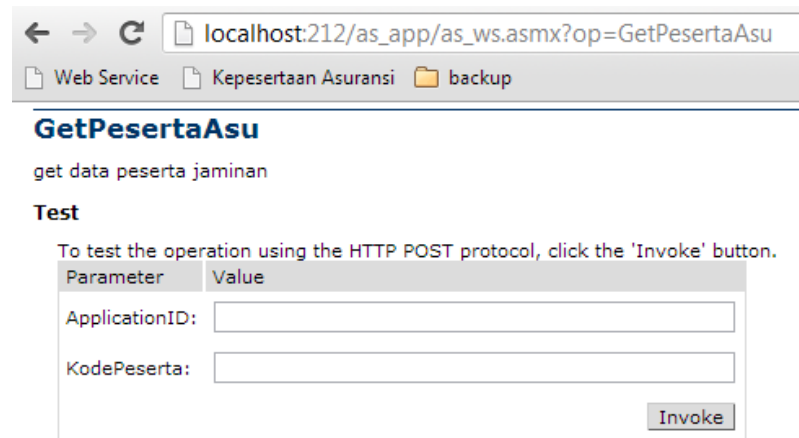 localhost:212/as_app/as_ws.asmx?op=GetPesertaAsu
Web Service Kepesertaan Asuransi backup
GetPesertaAsu
get data peserta jaminan
Test
To test the operation using the HTTP POST protocol, click the 'Invoke' button.
Parameter Value
ApplicationID:
KodePeserta:
Invoke